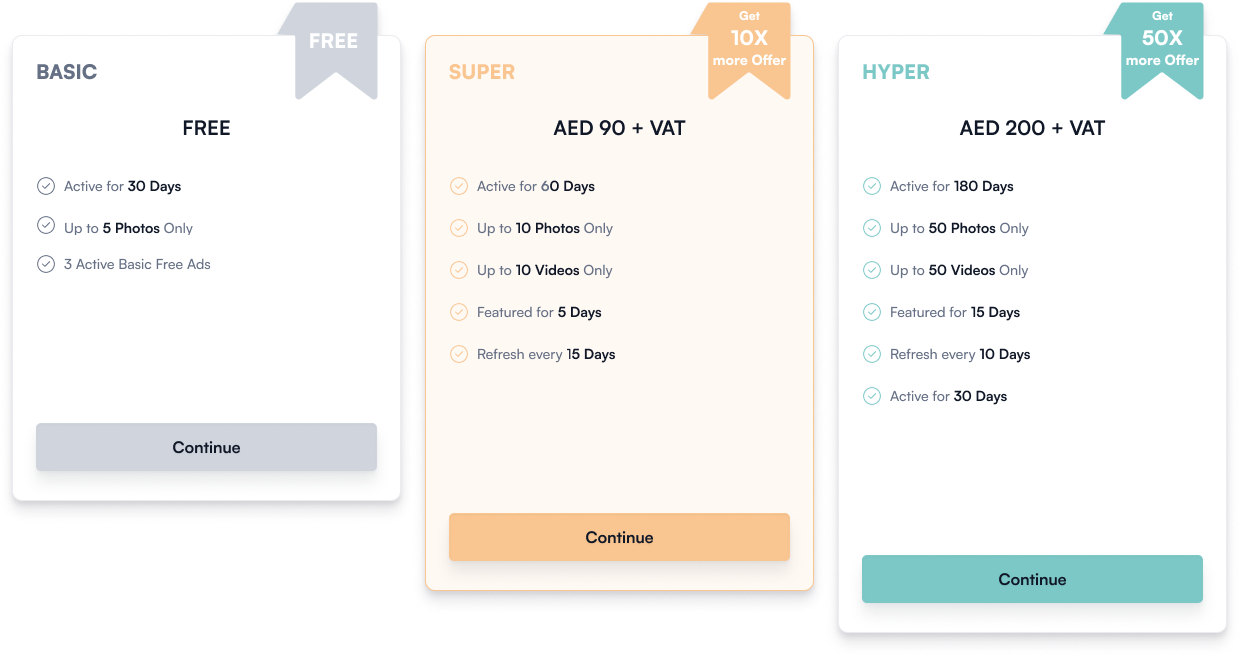 FREE
BASIC
FREE
Active for 30 Days
Up to 5 Photos Only
3 Active Basic Free Ads
Continue
Get
10X
more Offer
SUPER
AED 90 + VAT
Active for 60 Days
Up to 10 Photos Only
Up to 10 Videos Only
Featured for 5 Days
Refresh every 15 Days
Continue
Get
50X
more Offer
HYPER
AED 200 + VAT
Active for 180 Days
Up to 50 Photos Only
Up to 50 Videos Only
Featured for 15 Days
Refresh every 10 Days
Active for 30 Days
Continue